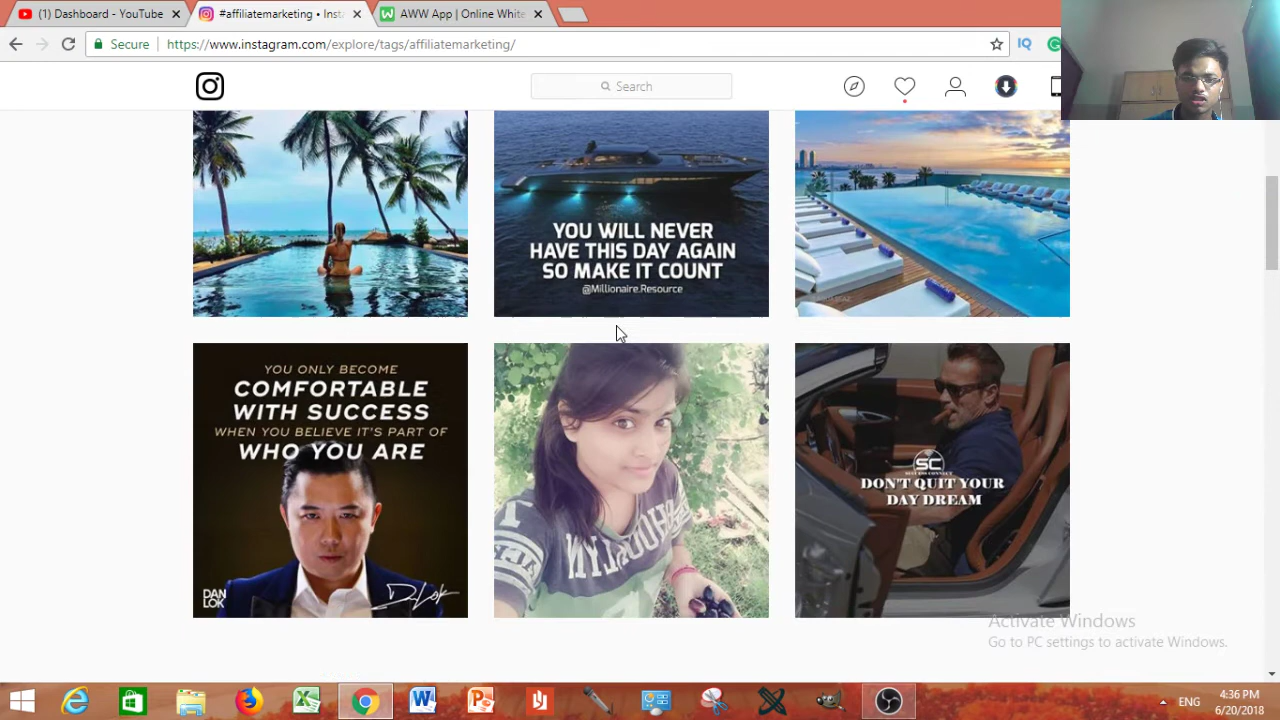 (1) Dashboard - YouTube
#affiliatemarketing • Inst
AWW App | Online White
Secure
https://www.instagram.com/explore/tags/affiliatemarketing/
IQ
Search
YOU WILL NEVER
HAVE THIS DAY AGAIN
SO MAKE IT COUNT
@Millionaire.Resource
YOU ONLY BECOME
COMFORTABLE
WITH SUCCESS
WHEN YOU BELIEVE IT'S PART OF
WHO YOU ARE
DAN
LOK
SC
DON'T QUIT YOUR
DAY DREAM
Activate Windows
Go to PC settings to activate Windows.
ENG
4:36 PM
6/20/2018